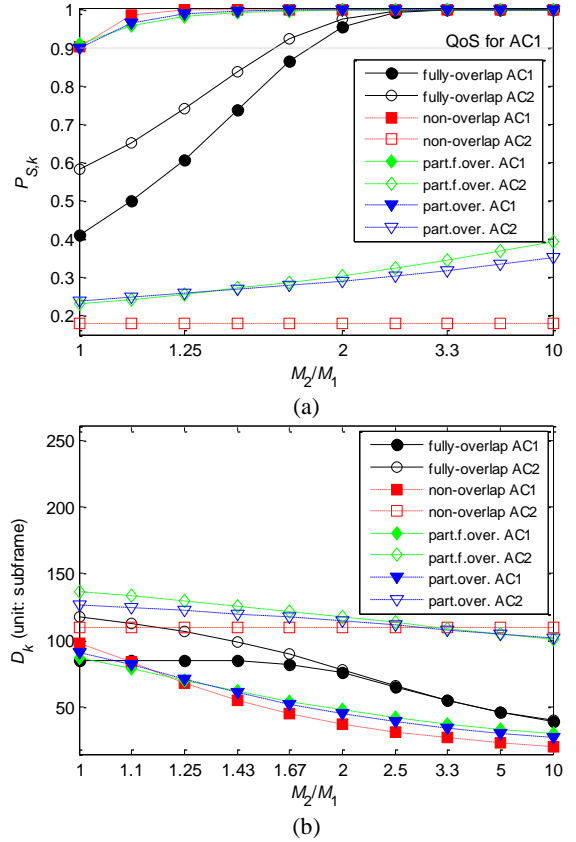 1
0.9
0.8
0.7
0.6
0.5
0.4
0.3
0.2
P_{S,k}
QoS for AC1
fully-overlap AC1
fully-overlap AC2
non-overlap AC1
non-overlap AC2
part.f.over. AC1
part.f.over. AC2
part.over. AC1
part.over. AC2
1 1.25 2 3.3 10
M_2/M_1
(a)
250
200
150
100
50
D_k (unit: subframe)
fully-overlap AC1
fully-overlap AC2
non-overlap AC1
non-overlap AC2
part.f.over. AC1
part.f.over. AC2
part.over. AC1
part.over. AC2
1 1.1 1.25 1.43 1.67 2 2.5 3.3 5 10
M_2/M_1
(b)